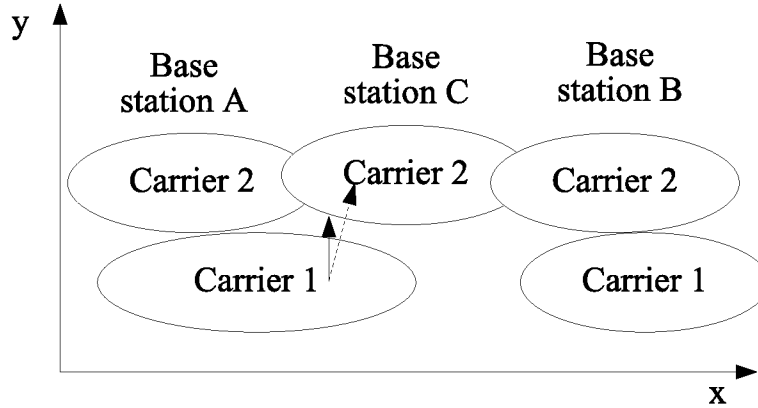 y
Base
station A
Base
station C
Base
station B
Carrier 2
Carrier 2
Carrier 2
Carrier 1
Carrier 1
x